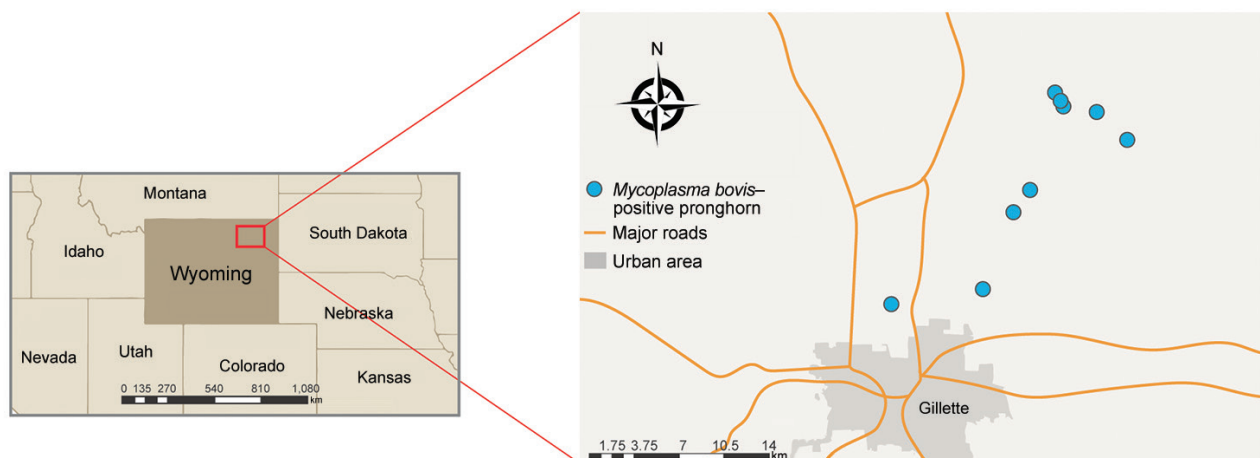 Montana
South Dakota
Idaho
Wyoming
Nebraska
Nevada
Utah
Colorado
Kansas
0 135 270 540 810 1,080
km
N
Mycoplasma bovis–
positive pronghorn
Major roads
Urban area
Gillette
1.75 3.75 7 10.5 14
km